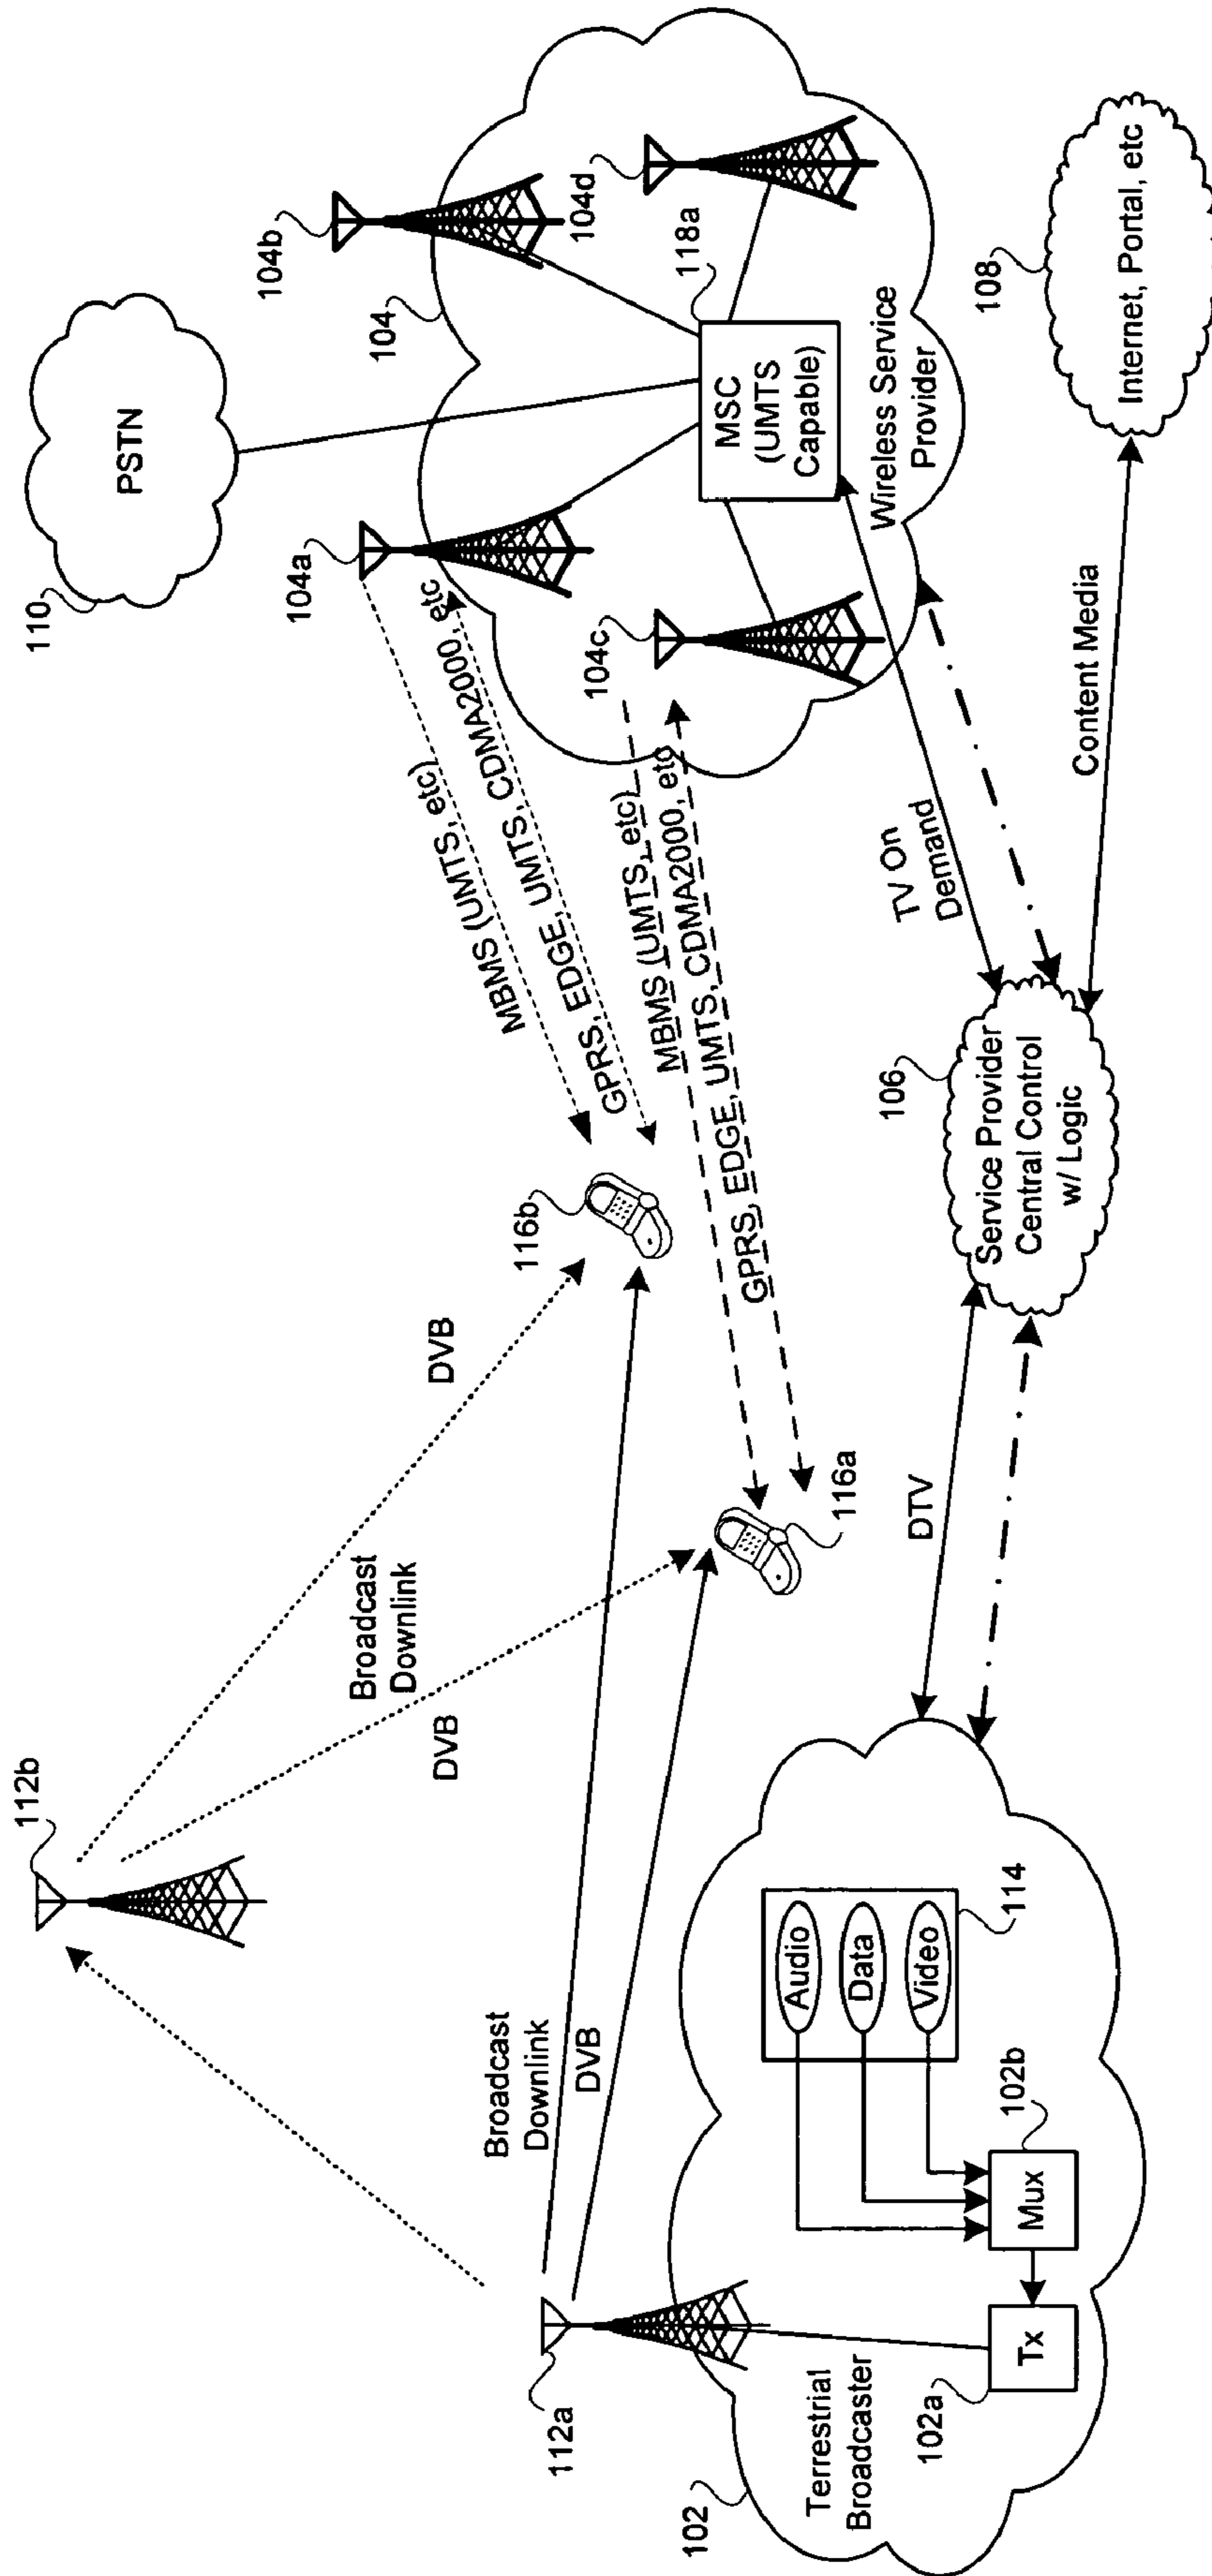 110
PSTN
104b
104
104a
104d
118a
MSC
(UMTS
Capable)
104c
Wireless Service
Provider
108
Internet, Portal, etc
MBMS (UMTS, etc)
GPRS, EDGE, UMTS, CDMA2000, etc
MBMS (UMTS, etc)
GPRS, EDGE, UMTS, CDMA2000, etc
TV On
Demand
Content Media
106
Service Provider
Central Control
w/ Logic
116b
116a
DVB
Broadcast
Downlink
DVB
112b
DTV
Broadcast
Downlink
DVB
112a
114
Audio
Data
Video
102b
Mux
Tx
102a
Terrestrial
Broadcaster
102